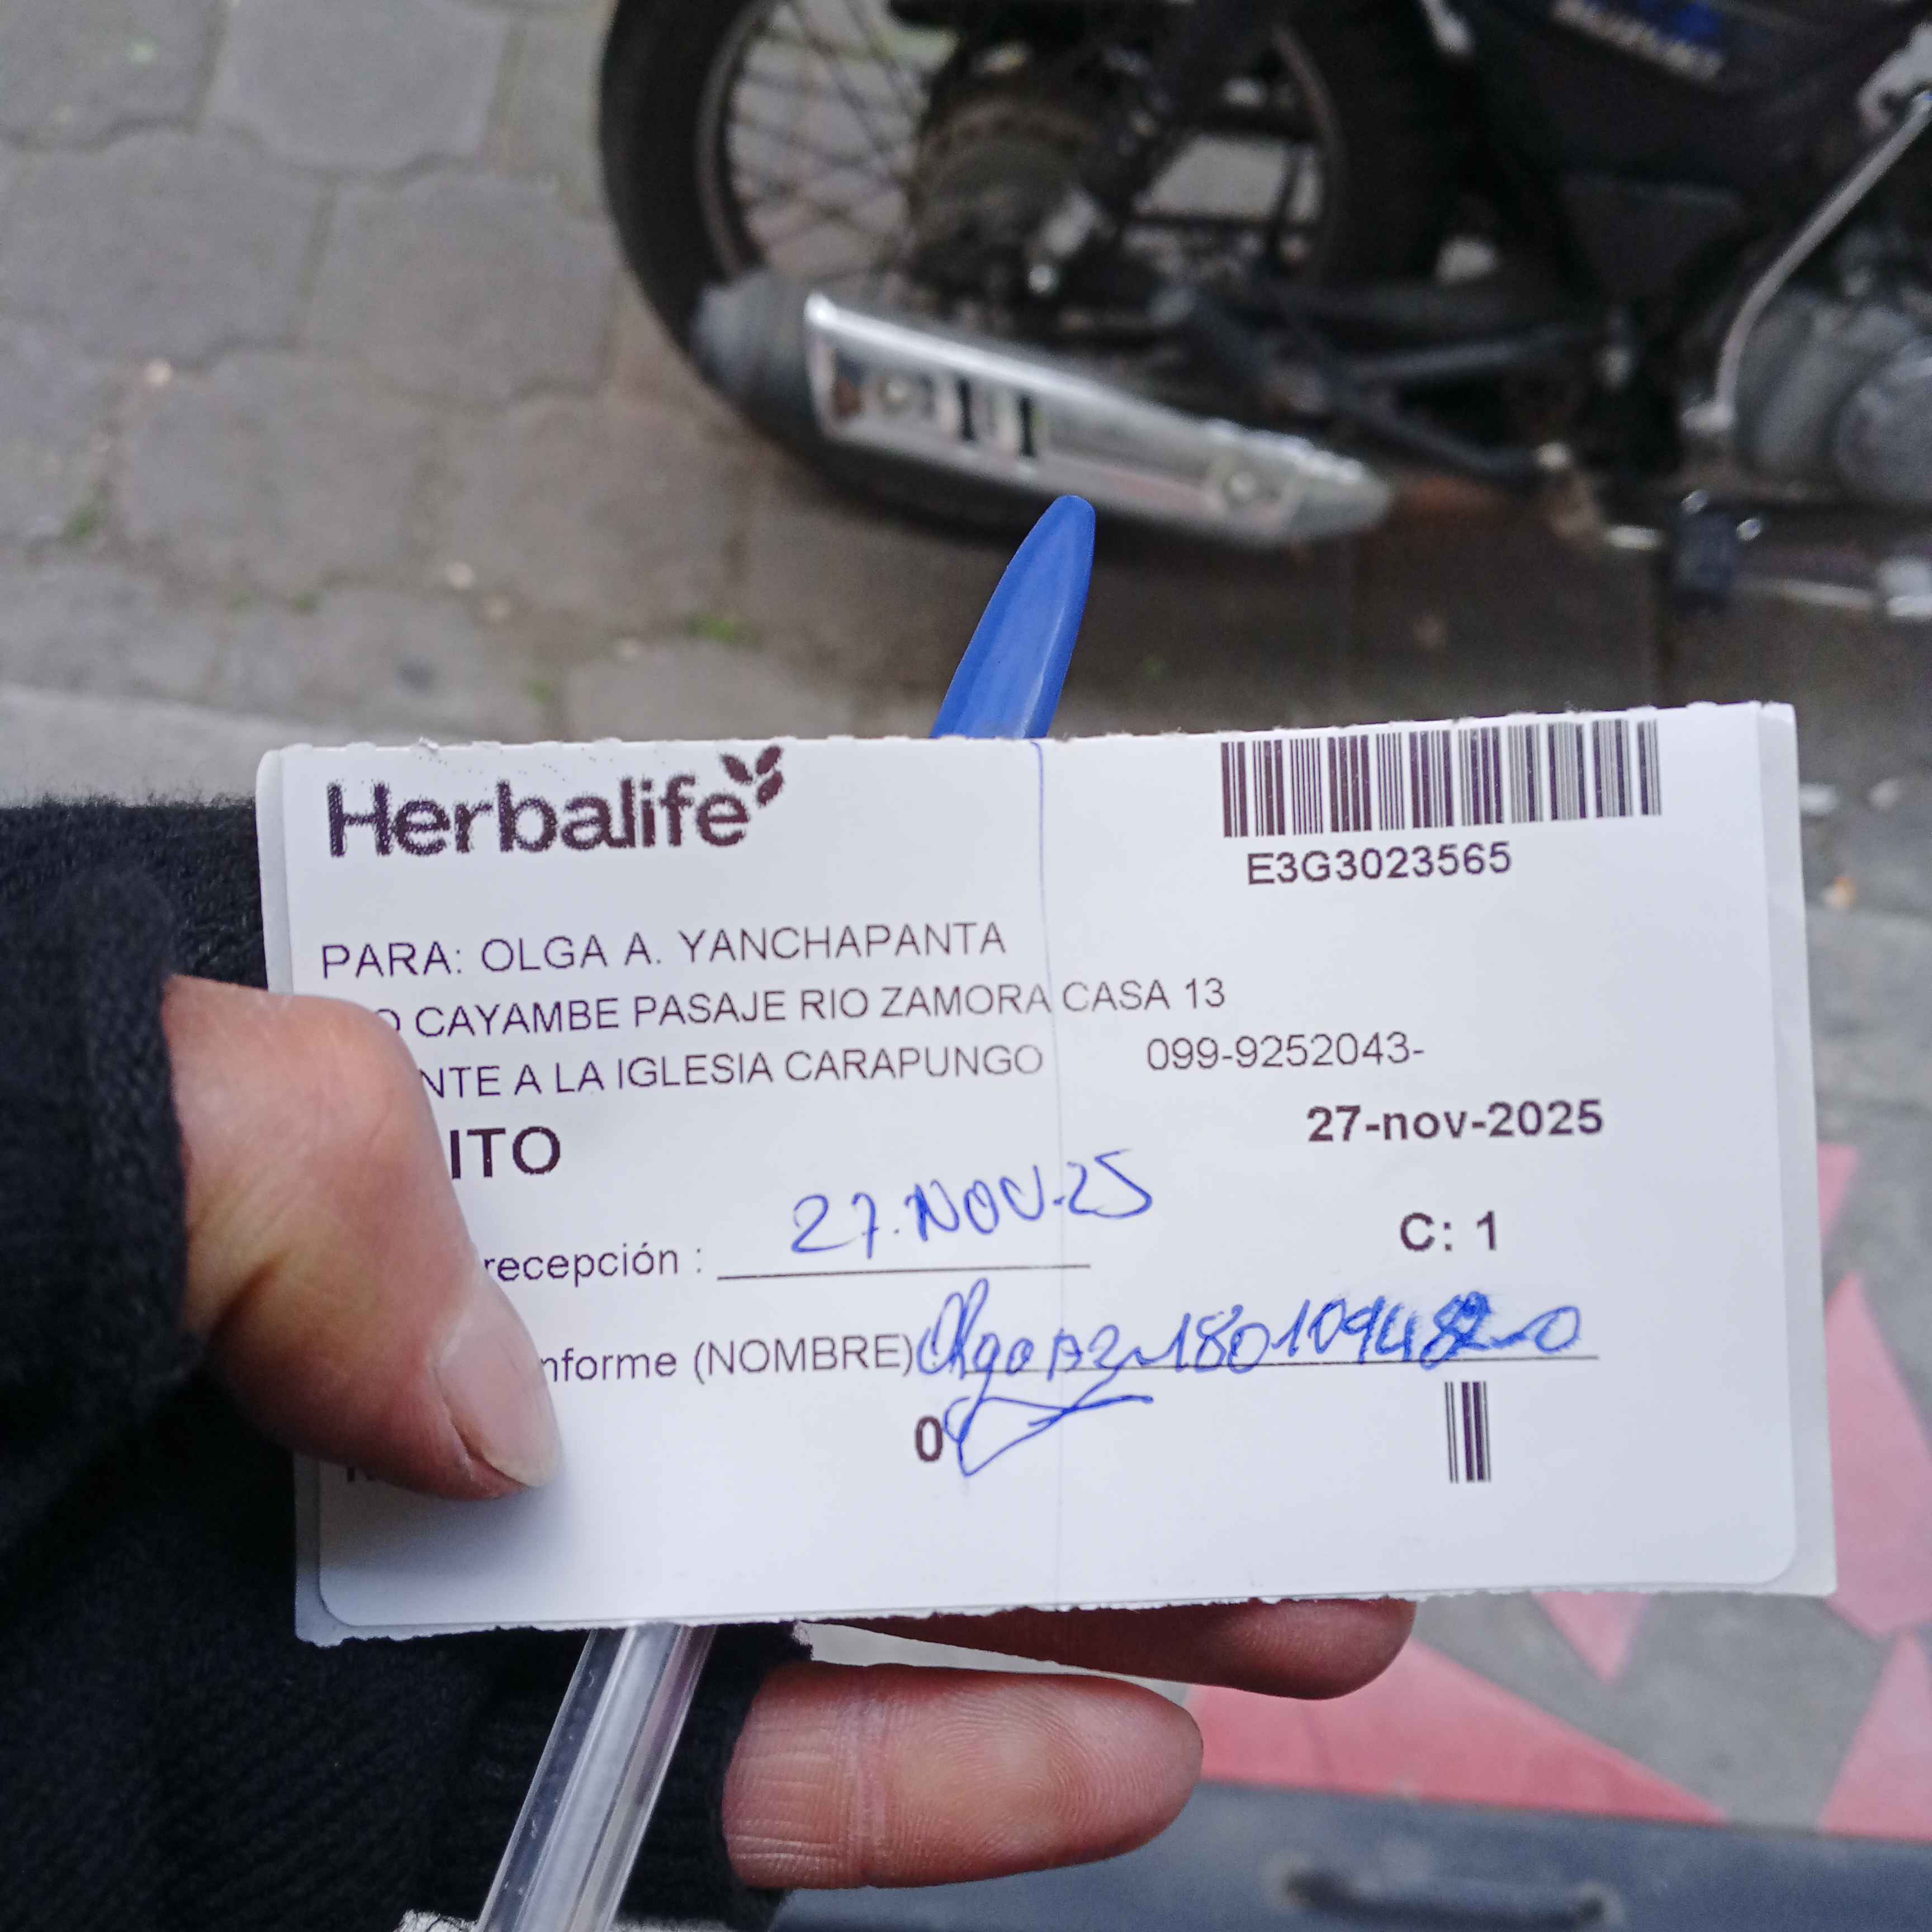 Herbalife
E3G3023565
PARA: OLGA A. YANCHAPANTA
O CAYAMBE PASAJE RIO ZAMORA CASA 13
NTE A LA IGLESIA CARAPUNGO 099-9252043-
ITO 27-nov-2025
recepción : 27.NOV.25
C: 1
nforme (NOMBRE)
0